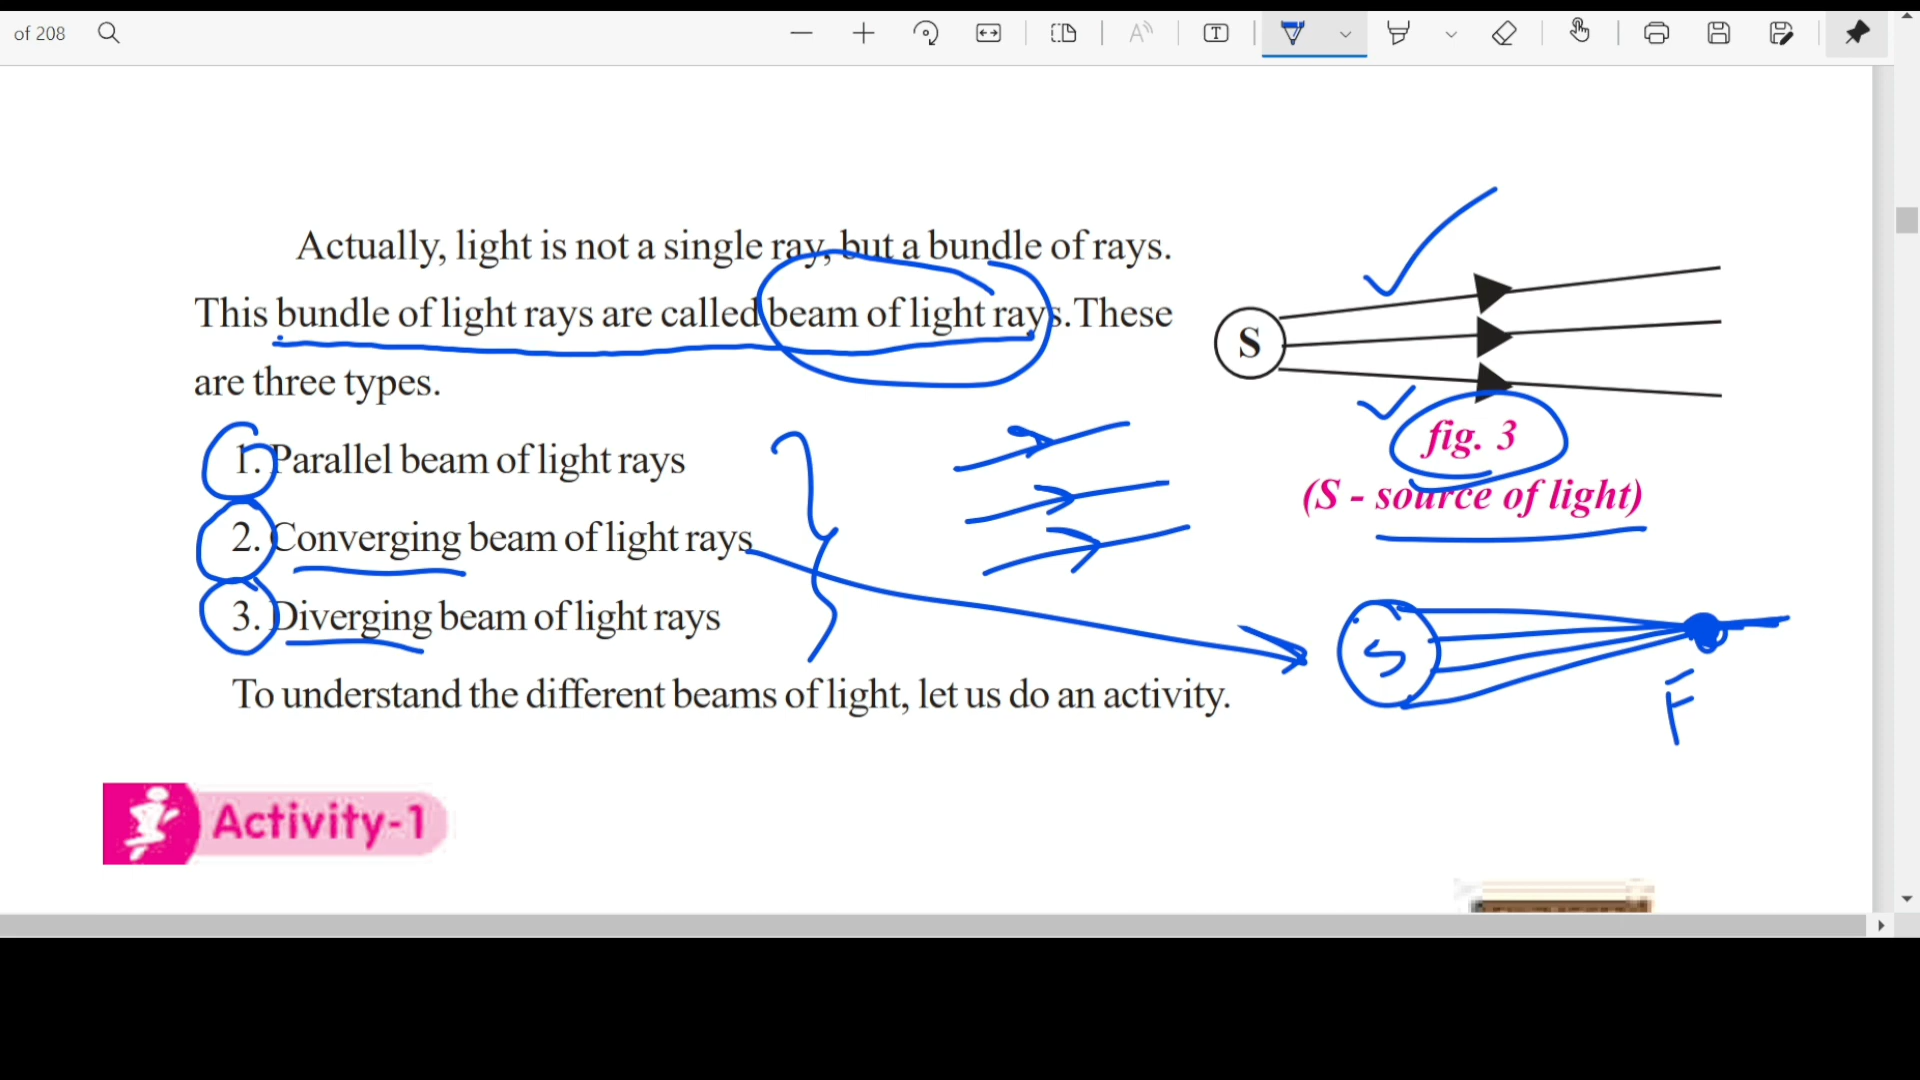 of 208
T
Actually, light is not a single ray, but a bundle of rays.
This bundle of light rays are called beam of light rays.These
are three types.
S
fig. 3
(S - source of light)
1. Parallel beam of light rays
2. Converging beam of light rays
3. Diverging beam of light rays
S
F
To understand the different beams of light, let us do an activity.
Activity-1